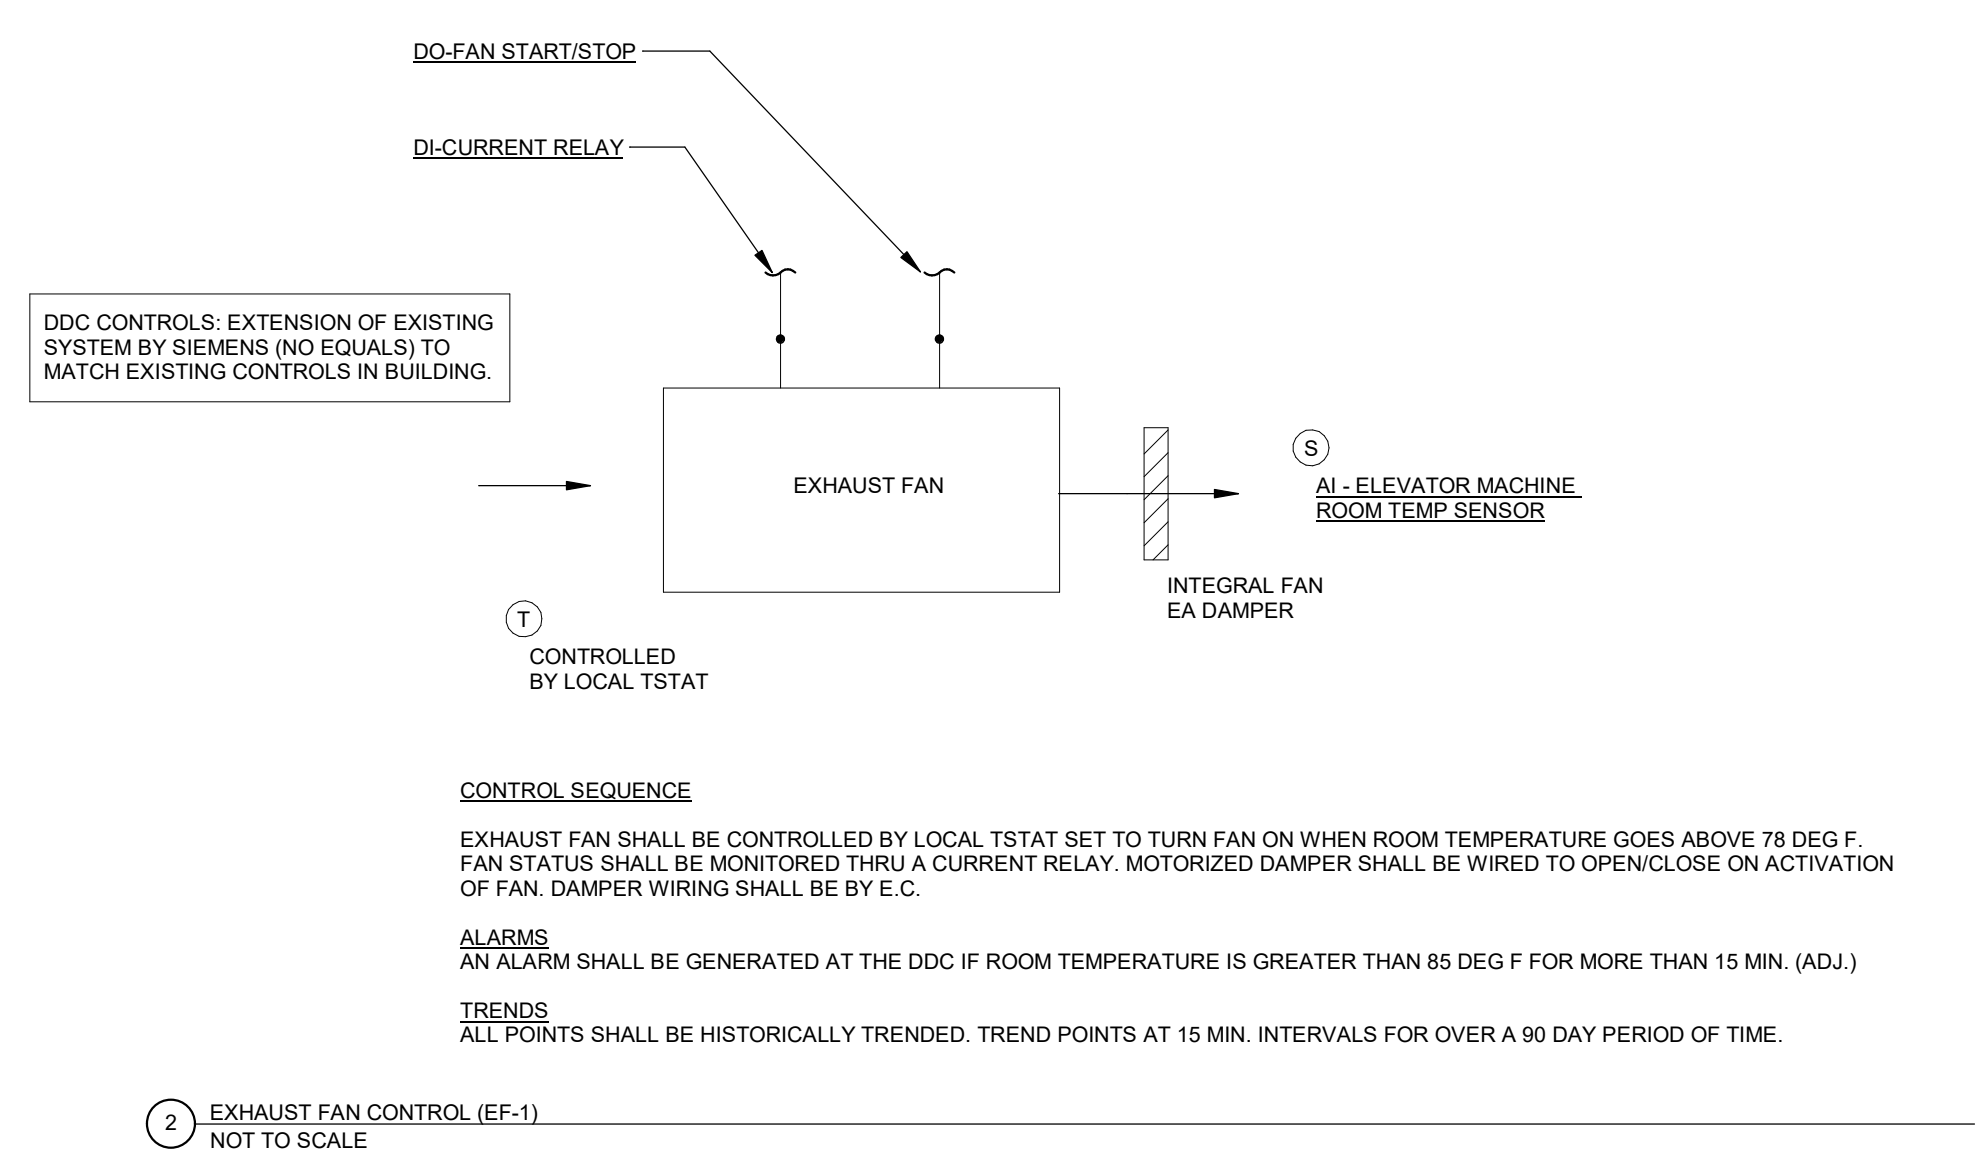 DO-FAN START/STOP
DI-CURRENT RELAY
DDC CONTROLS: EXTENSION OF EXISTING
SYSTEM BY SIEMENS (NO EQUALS) TO
MATCH EXISTING CONTROLS IN BUILDING.
EXHAUST FAN
S
AI - ELEVATOR MACHINE
ROOM TEMP SENSOR
INTEGRAL FAN
EA DAMPER
T
CONTROLLED
BY LOCAL TSTAT
CONTROL SEQUENCE
EXHAUST FAN SHALL BE CONTROLLED BY LOCAL TSTAT SET TO TURN FAN ON WHEN ROOM TEMPERATURE GOES ABOVE 78 DEG F.
FAN STATUS SHALL BE MONITORED THRU A CURRENT RELAY. MOTORIZED DAMPER SHALL BE WIRED TO OPEN/CLOSE ON ACTIVATION
OF FAN. DAMPER WIRING SHALL BE BY E.C.
ALARMS
AN ALARM SHALL BE GENERATED AT THE DDC IF ROOM TEMPERATURE IS GREATER THAN 85 DEG F FOR MORE THAN 15 MIN. (ADJ.)
TRENDS
ALL POINTS SHALL BE HISTORICALLY TRENDED. TREND POINTS AT 15 MIN. INTERVALS FOR OVER A 90 DAY PERIOD OF TIME.
2
EXHAUST FAN CONTROL (EF-1)
NOT TO SCALE